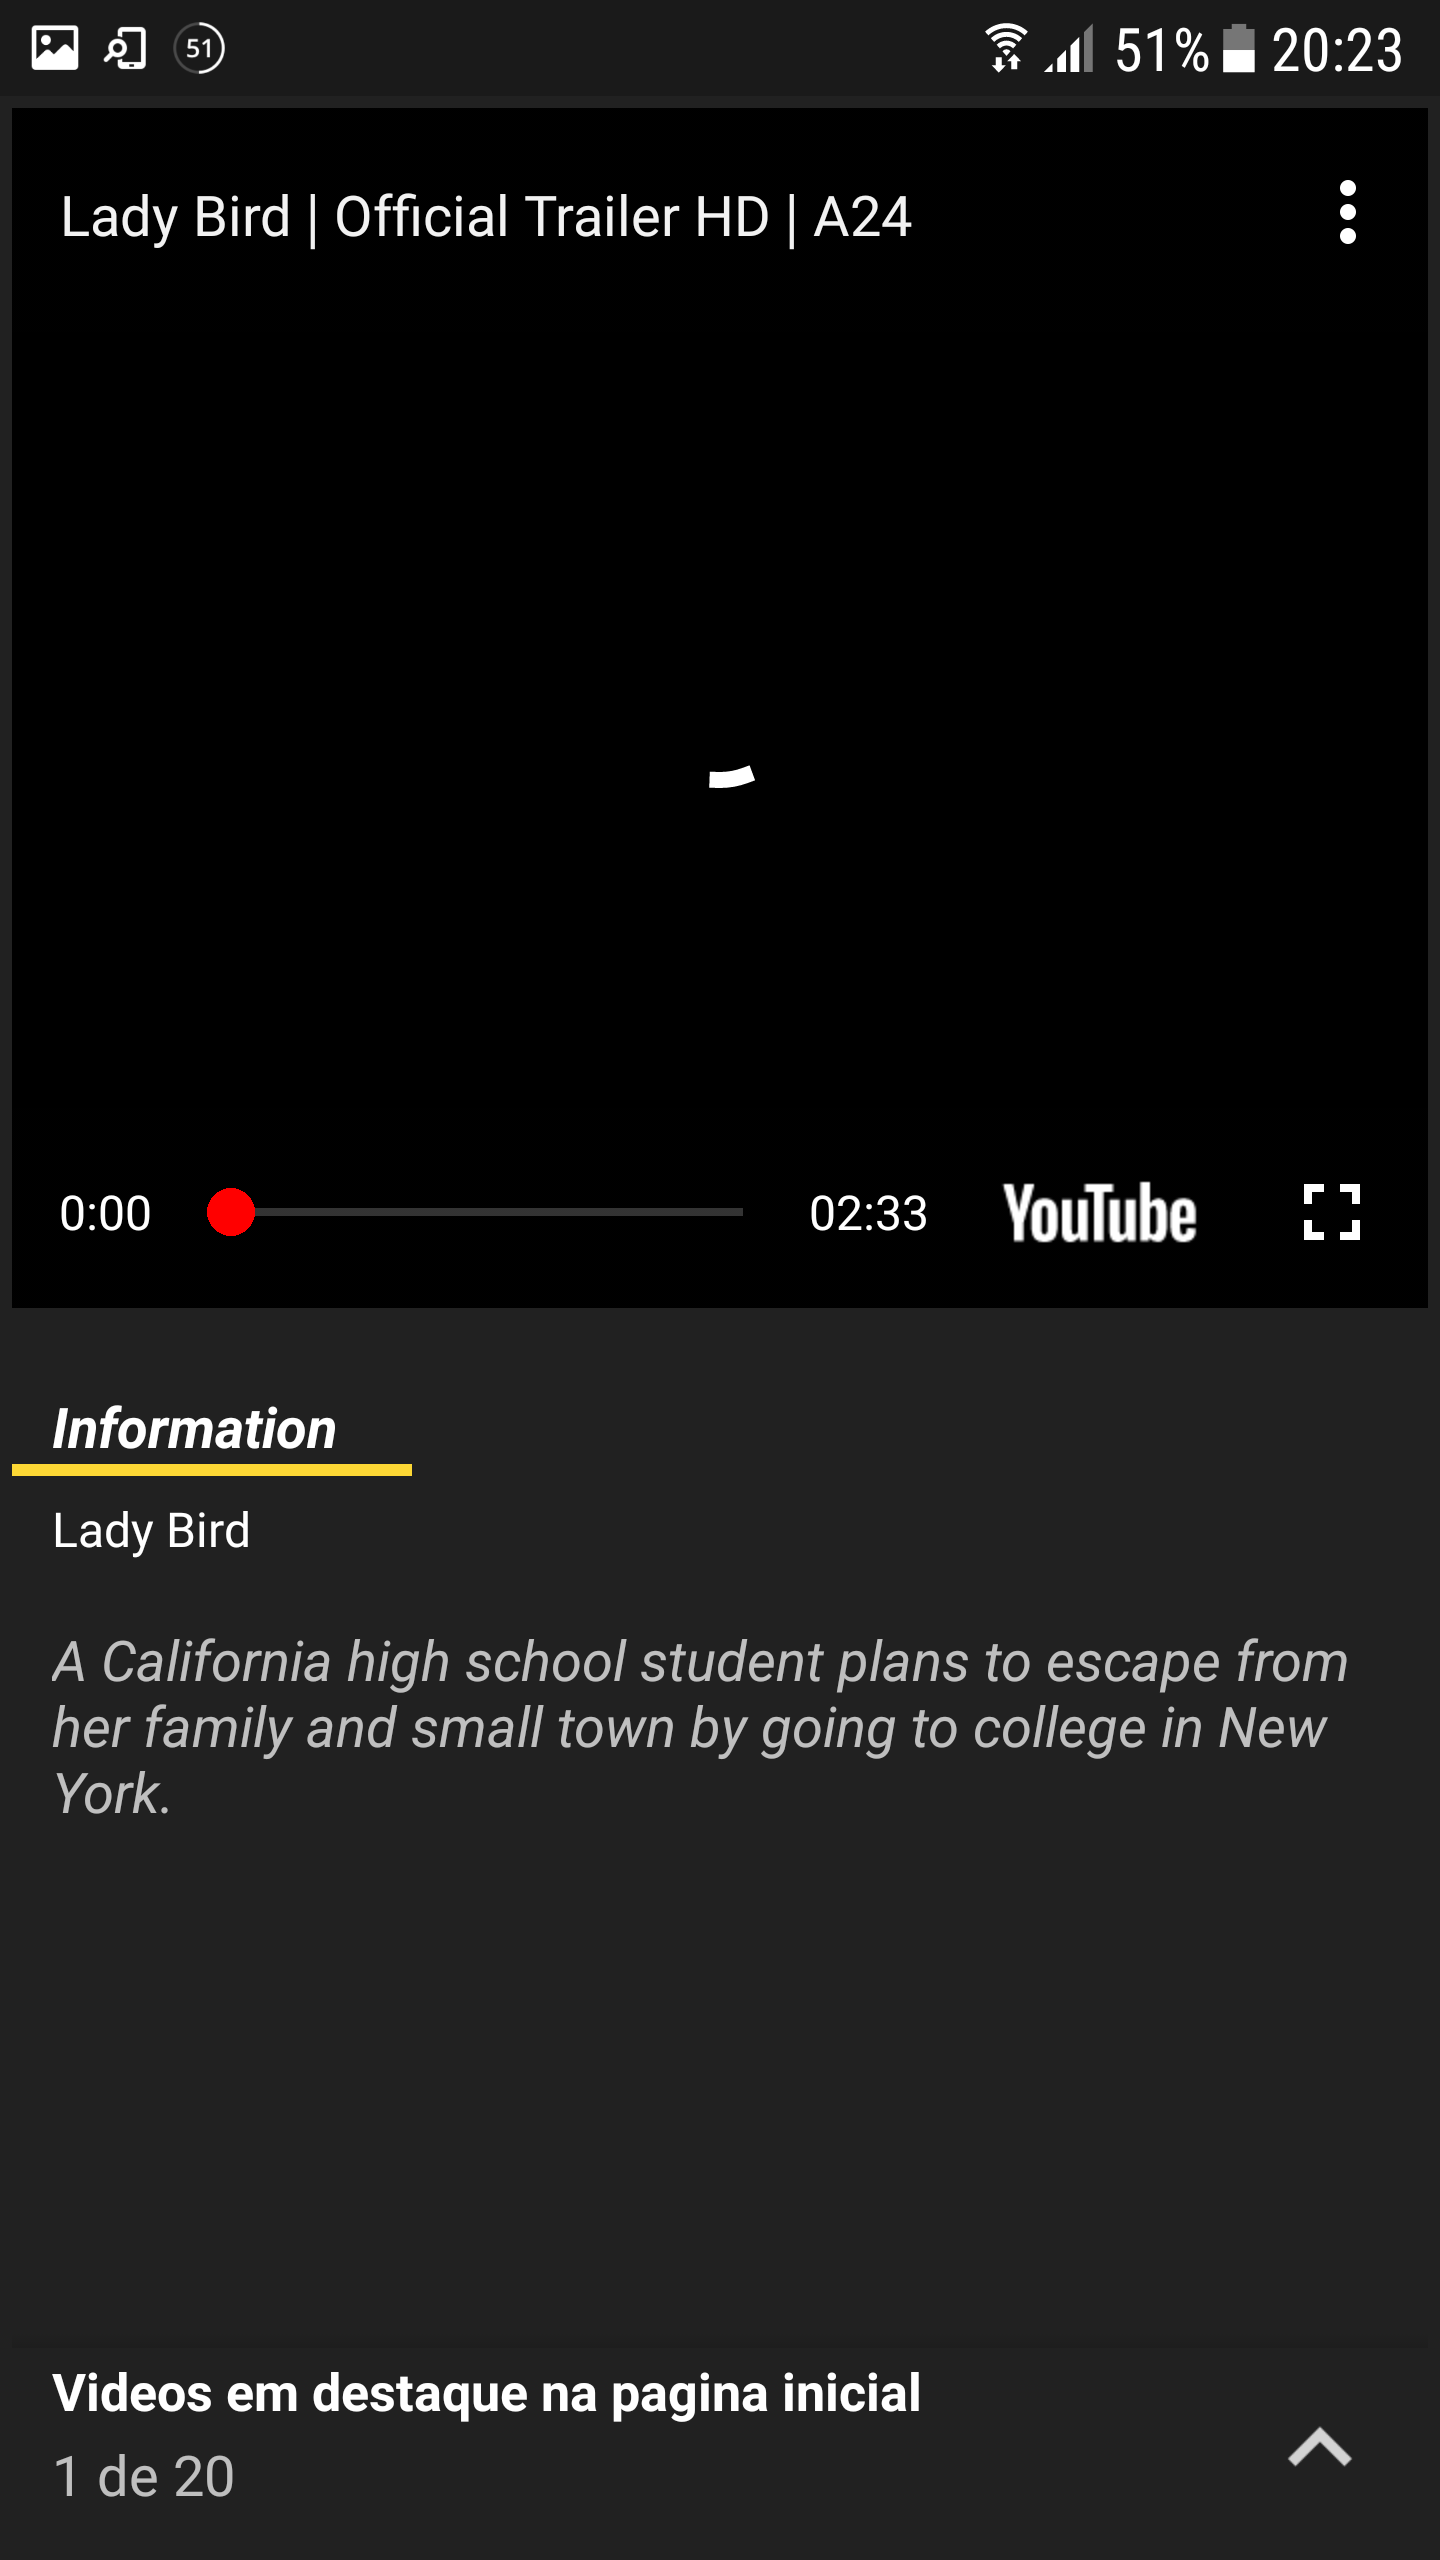 51 51% 20:23
Lady Bird | Official Trailer HD | A24
0:00 02:33 YouTube
Information
Lady Bird
A California high school student plans to escape from
her family and small town by going to college in New
York.
Videos em destaque na pagina inicial
1 de 20